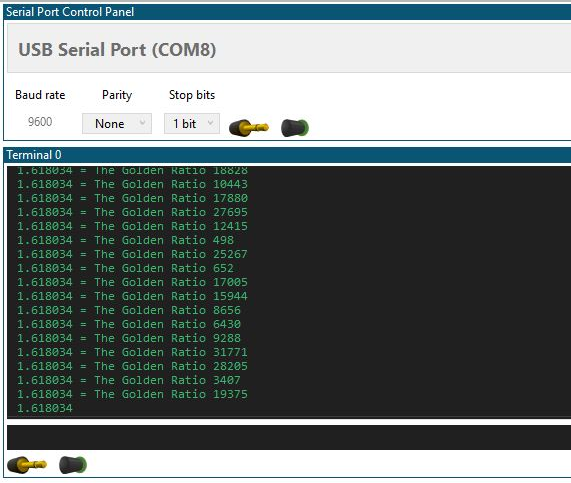 Serial Port Control Panel
USB Serial Port (COM8)
Baud rate Parity Stop bits
9600 None 1 bit
Terminal 0
1.618034 = The Golden Ratio 18828
1.618034 = The Golden Ratio 10443
1.618034 = The Golden Ratio 17880
1.618034 = The Golden Ratio 27695
1.618034 = The Golden Ratio 12415
1.618034 = The Golden Ratio 498
1.618034 = The Golden Ratio 25267
1.618034 = The Golden Ratio 652
1.618034 = The Golden Ratio 17005
1.618034 = The Golden Ratio 15944
1.618034 = The Golden Ratio 8656
1.618034 = The Golden Ratio 6430
1.618034 = The Golden Ratio 9288
1.618034 = The Golden Ratio 31771
1.618034 = The Golden Ratio 28205
1.618034 = The Golden Ratio 3407
1.618034 = The Golden Ratio 19375
1.618034